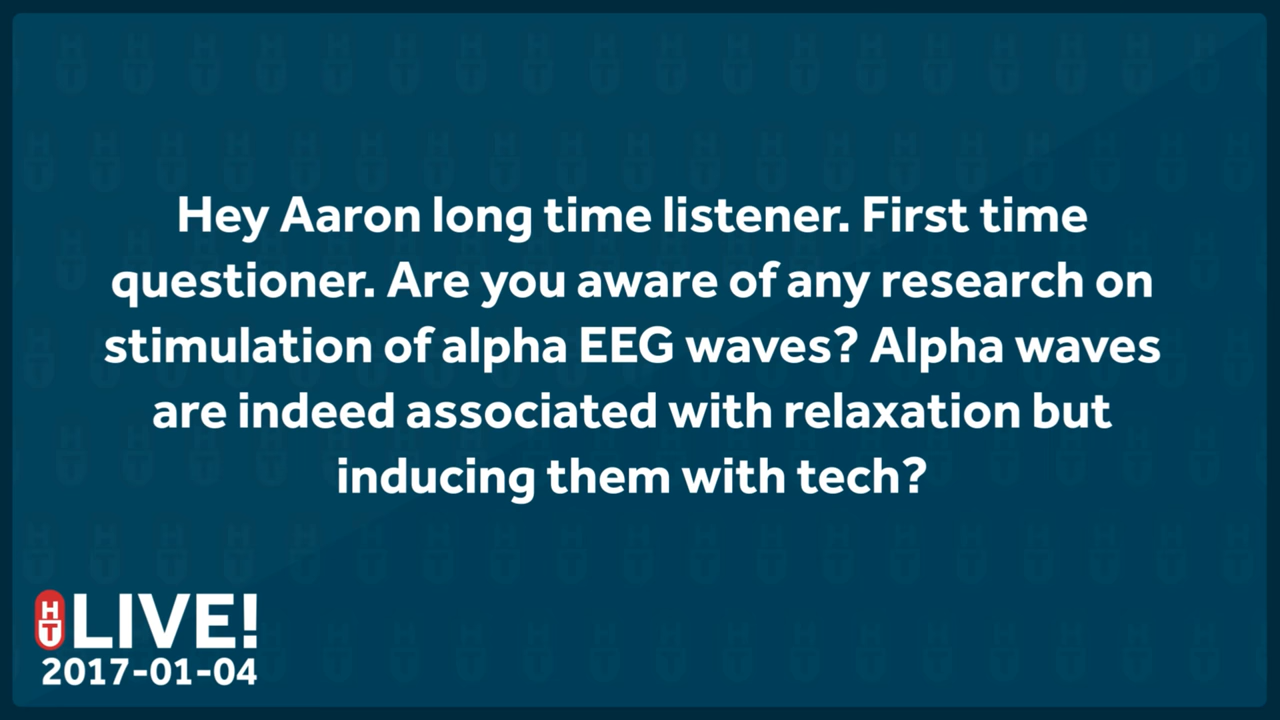 Hey Aaron long time listener. First time
questioner. Are you aware of any research on
stimulation of alpha EEG waves? Alpha waves
are indeed associated with relaxation but
inducing them with tech?
HT LIVE!
2017-01-04